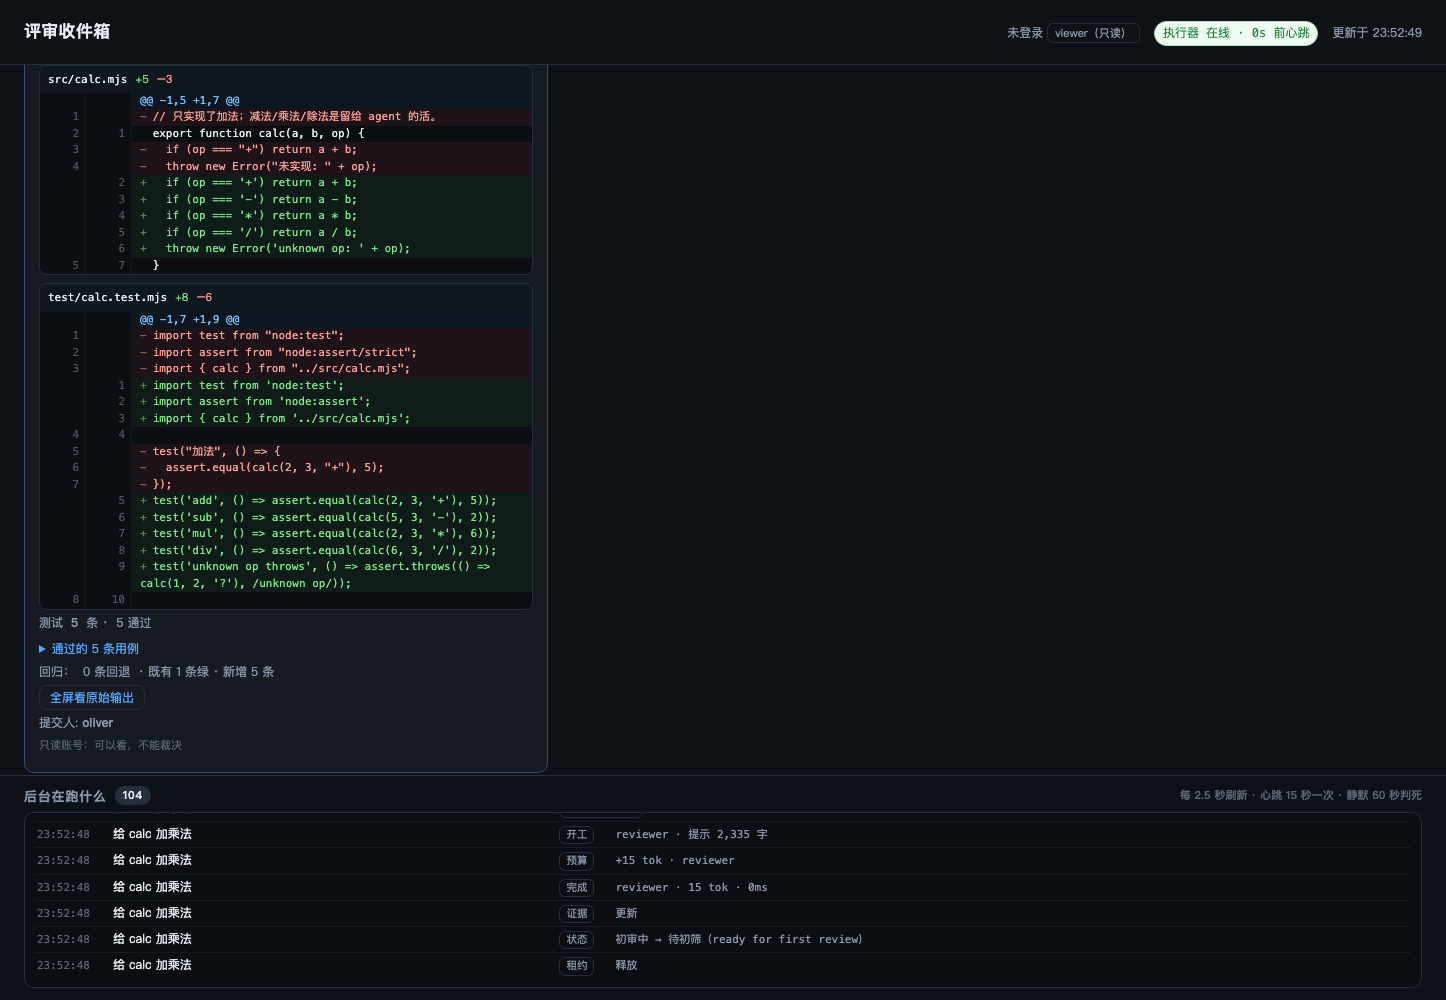 评审收件箱
未登录 viewer（只读） 执行器 在线 · 0s 前心跳 更新于 23:52:49
src/calc.mjs +5 −3
@@ -1,5 +1,7 @@
1 − // 只实现了加法；减法/乘法/除法是留给 agent 的活。
2 1 export function calc(a, b, op) {
3 − if (op === "+") return a + b;
4 − throw new Error("未实现: " + op);
2 + if (op === '+') return a + b;
3 + if (op === '-') return a - b;
4 + if (op === '*') return a * b;
5 + if (op === '/') return a / b;
6 + throw new Error('unknown op: ' + op);
5 7 }
test/calc.test.mjs +8 −6
@@ -1,7 +1,9 @@
1 − import test from "node:test";
2 − import assert from "node:assert/strict";
3 − import { calc } from "../src/calc.mjs";
1 + import test from 'node:test';
2 + import assert from 'node:assert';
3 + import { calc } from '../src/calc.mjs';
4 4
5 − test("加法", () => {
6 − assert.equal(calc(2, 3, "+"), 5);
7 − });
5 + test('add', () => assert.equal(calc(2, 3, '+'), 5));
6 + test('sub', () => assert.equal(calc(5, 3, '-'), 2));
7 + test('mul', () => assert.equal(calc(2, 3, '*'), 6));
8 + test('div', () => assert.equal(calc(6, 3, '/'), 2));
9 + test('unknown op throws', () => assert.throws(() =>
calc(1, 2, '?'), /unknown op/));
8 10
测试 5 条 · 5 通过
▶ 通过的 5 条用例
回归： 0 条回退 · 既有 1 条绿 · 新增 5 条
全屏看原始输出
提交人: oliver
只读账号：可以看，不能裁决
后台在跑什么 104 每 2.5 秒刷新 · 心跳 15 秒一次 · 静默 60 秒判死
23:52:48 给 calc 加乘法 开工 reviewer · 提示 2,335 字
23:52:48 给 calc 加乘法 预算 +15 tok · reviewer
23:52:48 给 calc 加乘法 完成 reviewer · 15 tok · 0ms
23:52:48 给 calc 加乘法 证据 更新
23:52:48 给 calc 加乘法 状态 初审中 → 待初筛（ready for first review）
23:52:48 给 calc 加乘法 租约 释放